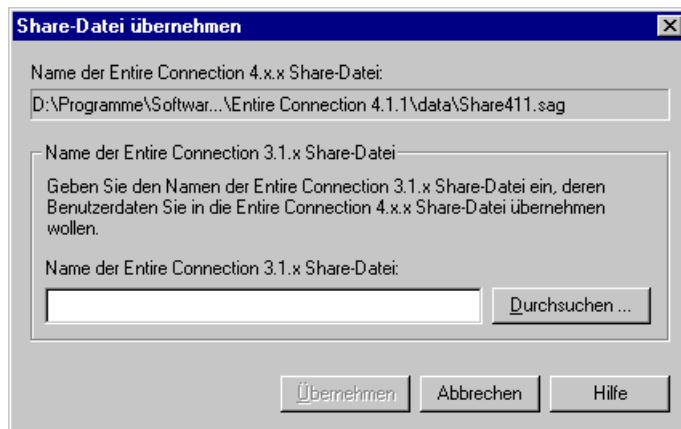 Share-Datei übernehmen
Name der Entire Connection 4.x.x Share-Datei:
D:\Programme\Softwar...\Entire Connection 4.1.1\data\Share411.sag
Name der Entire Connection 3.1.x Share-Datei
Geben Sie den Namen der Entire Connection 3.1.x Share-Datei ein, deren
Benutzerdaten Sie in die Entire Connection 4.x.x Share-Datei übernehmen
wollen.
Name der Entire Connection 3.1.x Share-Datei:
Durchsuchen ...
Übernehmen Abbrechen Hilfe